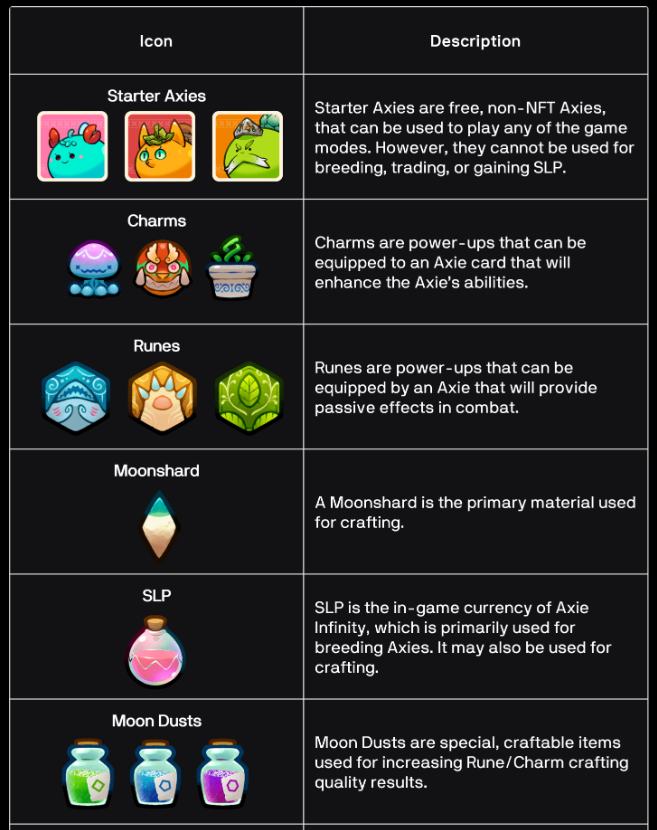 Icon
Description
Starter Axies
Starter Axies are free, non-NFT Axies,
that can be used to play any of the game
modes. However, they cannot be used for
breeding, trading, or gaining SLP.
Charms
Charms are power-ups that can be
equipped to an Axie card that will
enhance the Axie's abilities.
Runes
Runes are power-ups that can be
equipped by an Axie that will provide
passive effects in combat.
Moonshard
A Moonshard is the primary material used
for crafting.
SLP
SLP is the in-game currency of Axie
Infinity, which is primarily used for
breeding Axies. It may also be used for
crafting.
Moon Dusts
Moon Dusts are special, craftable items
used for increasing Rune/Charm crafting
quality results.